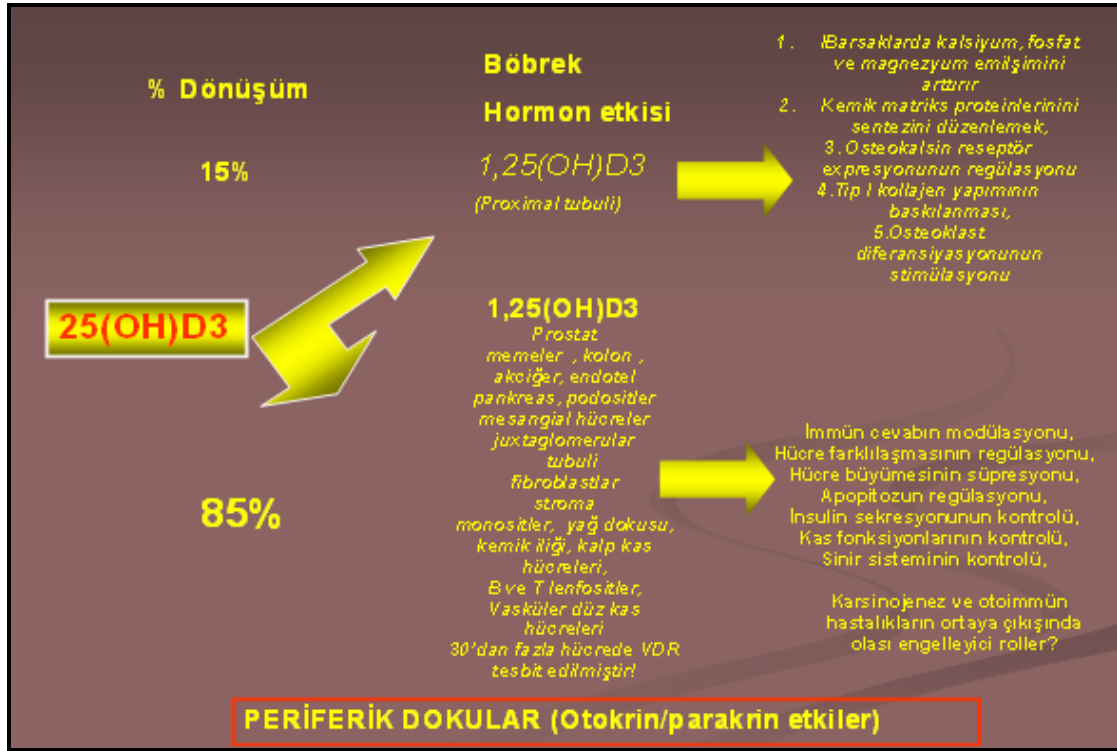 % Dönüşüm
15%
25(OH)D3
85%
Böbrek
Hormon etkisi
1,25(OH)D3
(Proximal tubuli)
1. IBarsaklarda kalsiyum, fosfat
ve magnezyum emilşimini
arttırır
2. Kemik matriks proteinlerinini
sentezini düzenlemek,
3.Osteokalsin reseptör
expresyonunun regülasyonu
4.Tip I kollajen yapımının
baskılanması,
5.Osteoklast
diferansiyasyonunun
stimülasyonu
1,25(OH)D3
Prostat
memeler , kolon ,
akciğer, endotel
pankreas, podositler
mesangial hücreler
juxtaglomerular
tubuli
fibroblastlar
stroma
monositler, yağ dokusu,
kemik iliği, kalp kas
hücreleri,
B ve T lenfositler,
Vasküler düz kas
hücreleri
30'dan fazla hücrede VDR
tesbit edilmiştir!
İmmün cevabın modülasyonu,
Hücre farklılaşmasının regülasyonu,
Hücre büyümesinin süpresyonu,
Apopitozun regülasyonu,
İnsulin sekresyonunun kontrolü,
Kas fonksiyonlarının kontrolü,
Sinir sisteminin kontrolü,
Karsinojenez ve otoimmün
hastalıkların ortaya çıkışında
olası engelleyici roller?
PERİFERİK DOKULAR (Otokrin/parakrin etkiler)